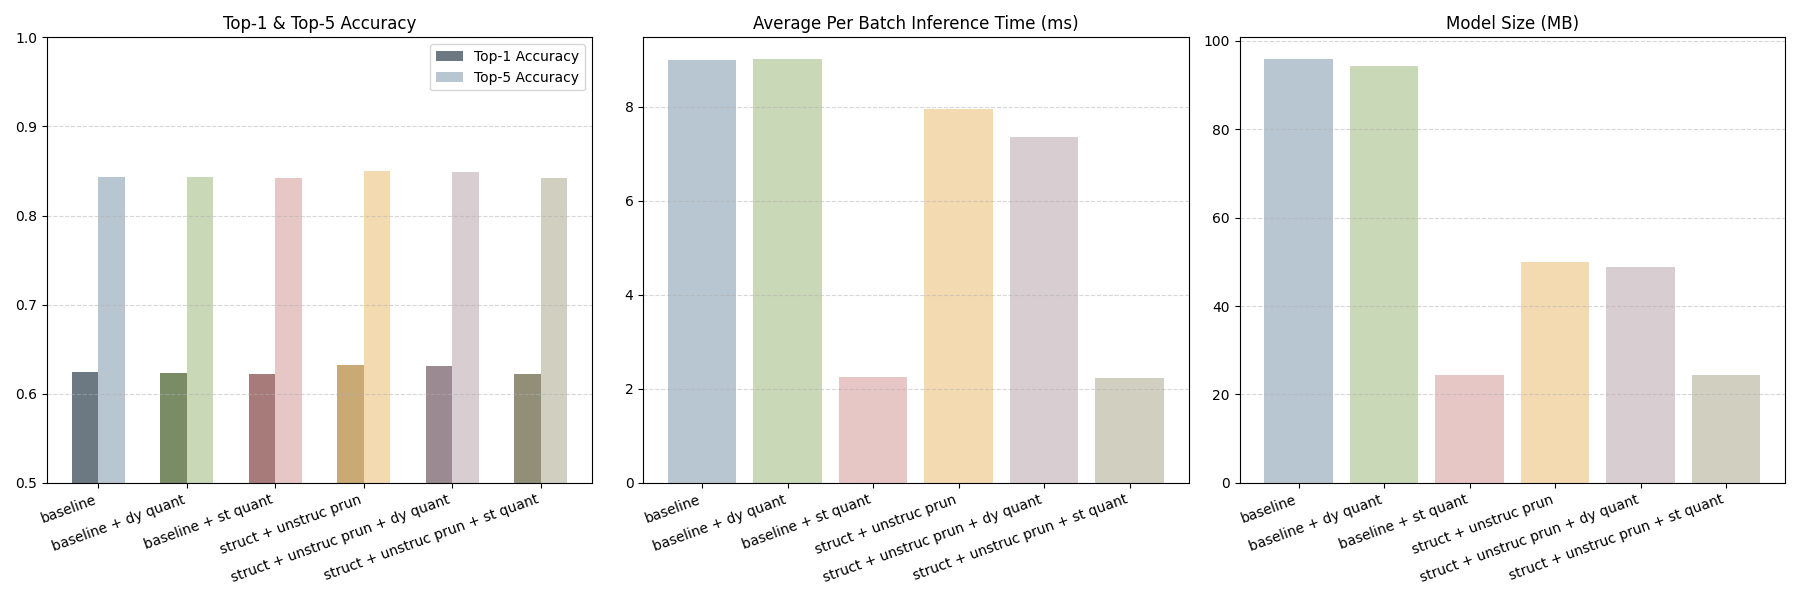 Top-1 & Top-5 Accuracy
1.0
0.9
0.8
0.7
0.6
0.5
Top-1 Accuracy
Top-5 Accuracy
baseline
baseline + dy quant
baseline + st quant
struct + unstruc prun
struct + unstruc prun + dy quant
struct + unstruc prun + st quant
Average Per Batch Inference Time (ms)
8
6
4
2
0
baseline
baseline + dy quant
baseline + st quant
struct + unstruc prun
struct + unstruc prun + dy quant
struct + unstruc prun + st quant
Model Size (MB)
100
80
60
40
20
0
baseline
baseline + dy quant
baseline + st quant
struct + unstruc prun
struct + unstruc prun + dy quant
struct + unstruc prun + st quant